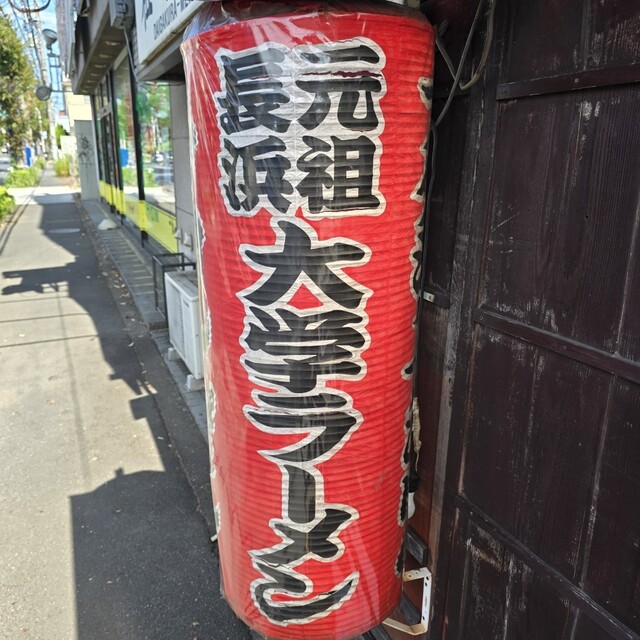 元祖
長浜
大学ラーメン